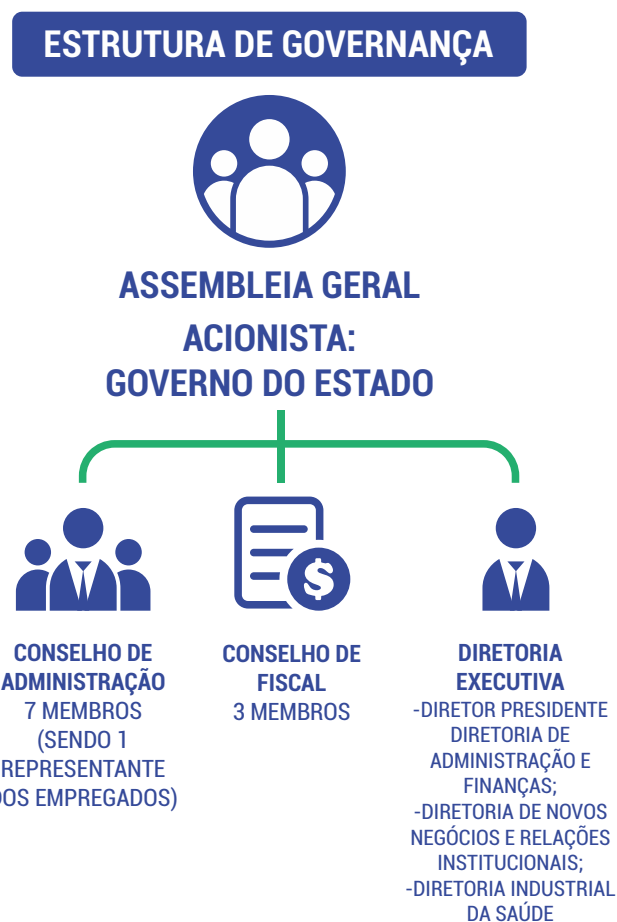 ESTRUTURA DE GOVERNANÇA
ASSEMBLEIA GERAL
ACIONISTA:
GOVERNO DO ESTADO
$
CONSELHO DE
ADMINISTRAÇÃO
7 MEMBROS
(SENDO 1
REPRESENTANTE
DOS EMPREGADOS)
CONSELHO DE
FISCAL
3 MEMBROS
DIRETORIA
EXECUTIVA
-DIRETOR PRESIDENTE
DIRETORIA DE
ADMINISTRAÇÃO E
FINANÇAS;
-DIRETORIA DE NOVOS
NEGÓCIOS E RELAÇÕES
INSTITUCIONAIS;
-DIRETORIA INDUSTRIAL
DA SAÚDE